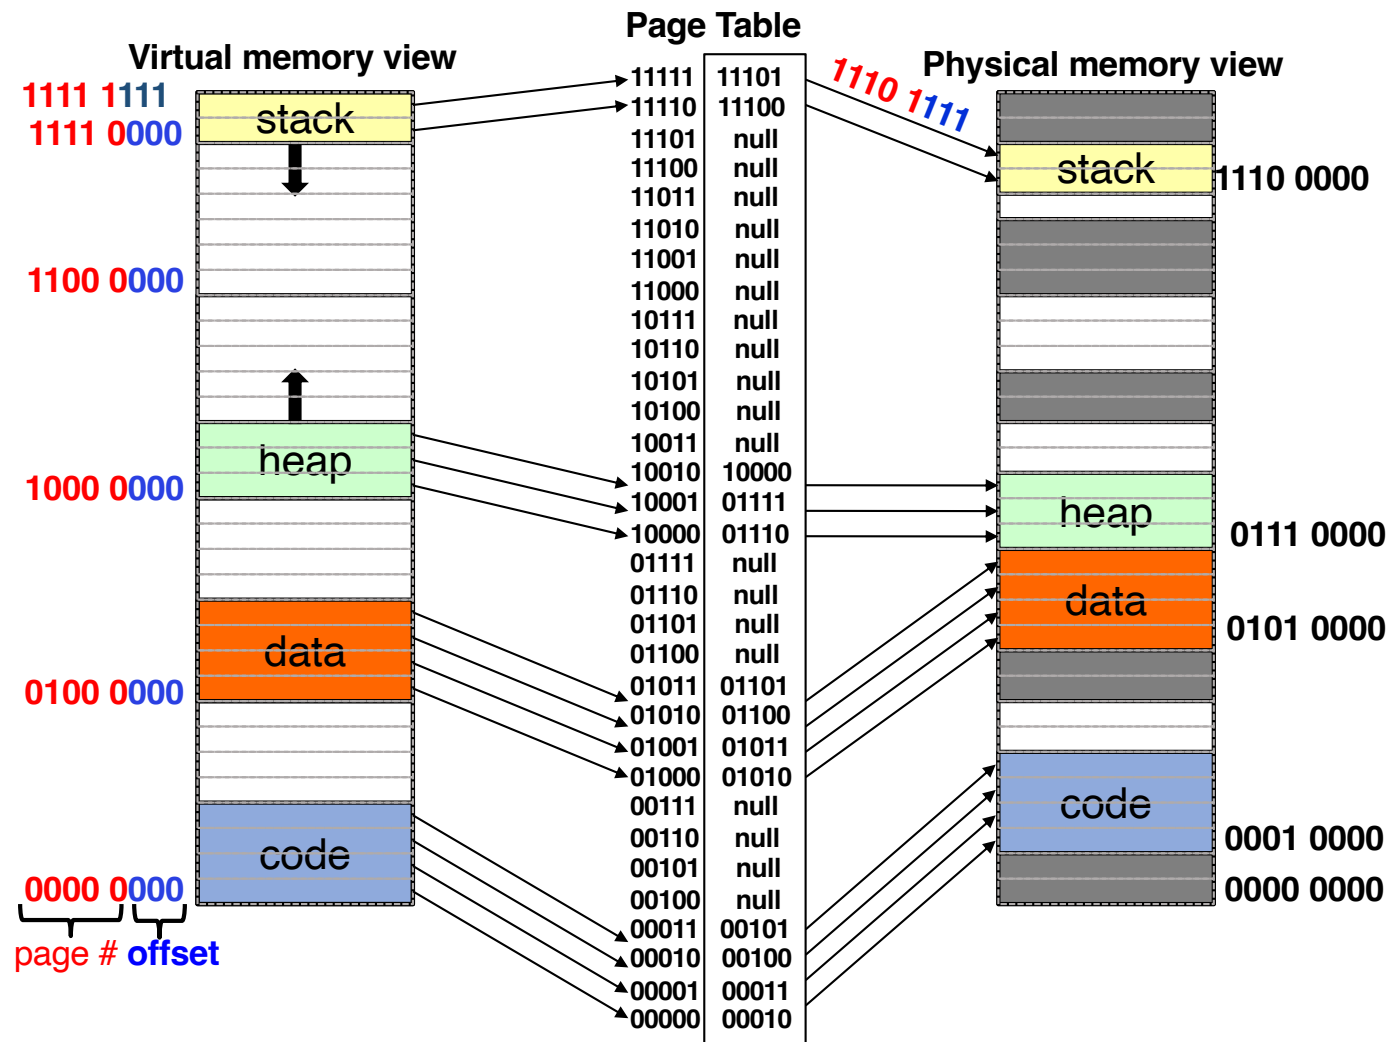 Page Table
Virtual memory view
Physical memory view
1111 1111
1111 0000
1100 0000
1000 0000
0100 0000
0000 0000
page # offset
stack
heap
data
code
11111 11101
11110 11100
11101 null
11100 null
11011 null
11010 null
11001 null
11000 null
10111 null
10110 null
10101 null
10100 null
10011 null
10010 10000
10001 01111
10000 01110
01111 null
01110 null
01101 null
01100 null
01011 01101
01010 01100
01001 01011
01000 01010
00111 null
00110 null
00101 null
00100 null
00011 00101
00010 00100
00001 00011
00000 00010
1110 1111
stack
1110 0000
heap
0111 0000
data
0101 0000
code
0001 0000
0000 0000